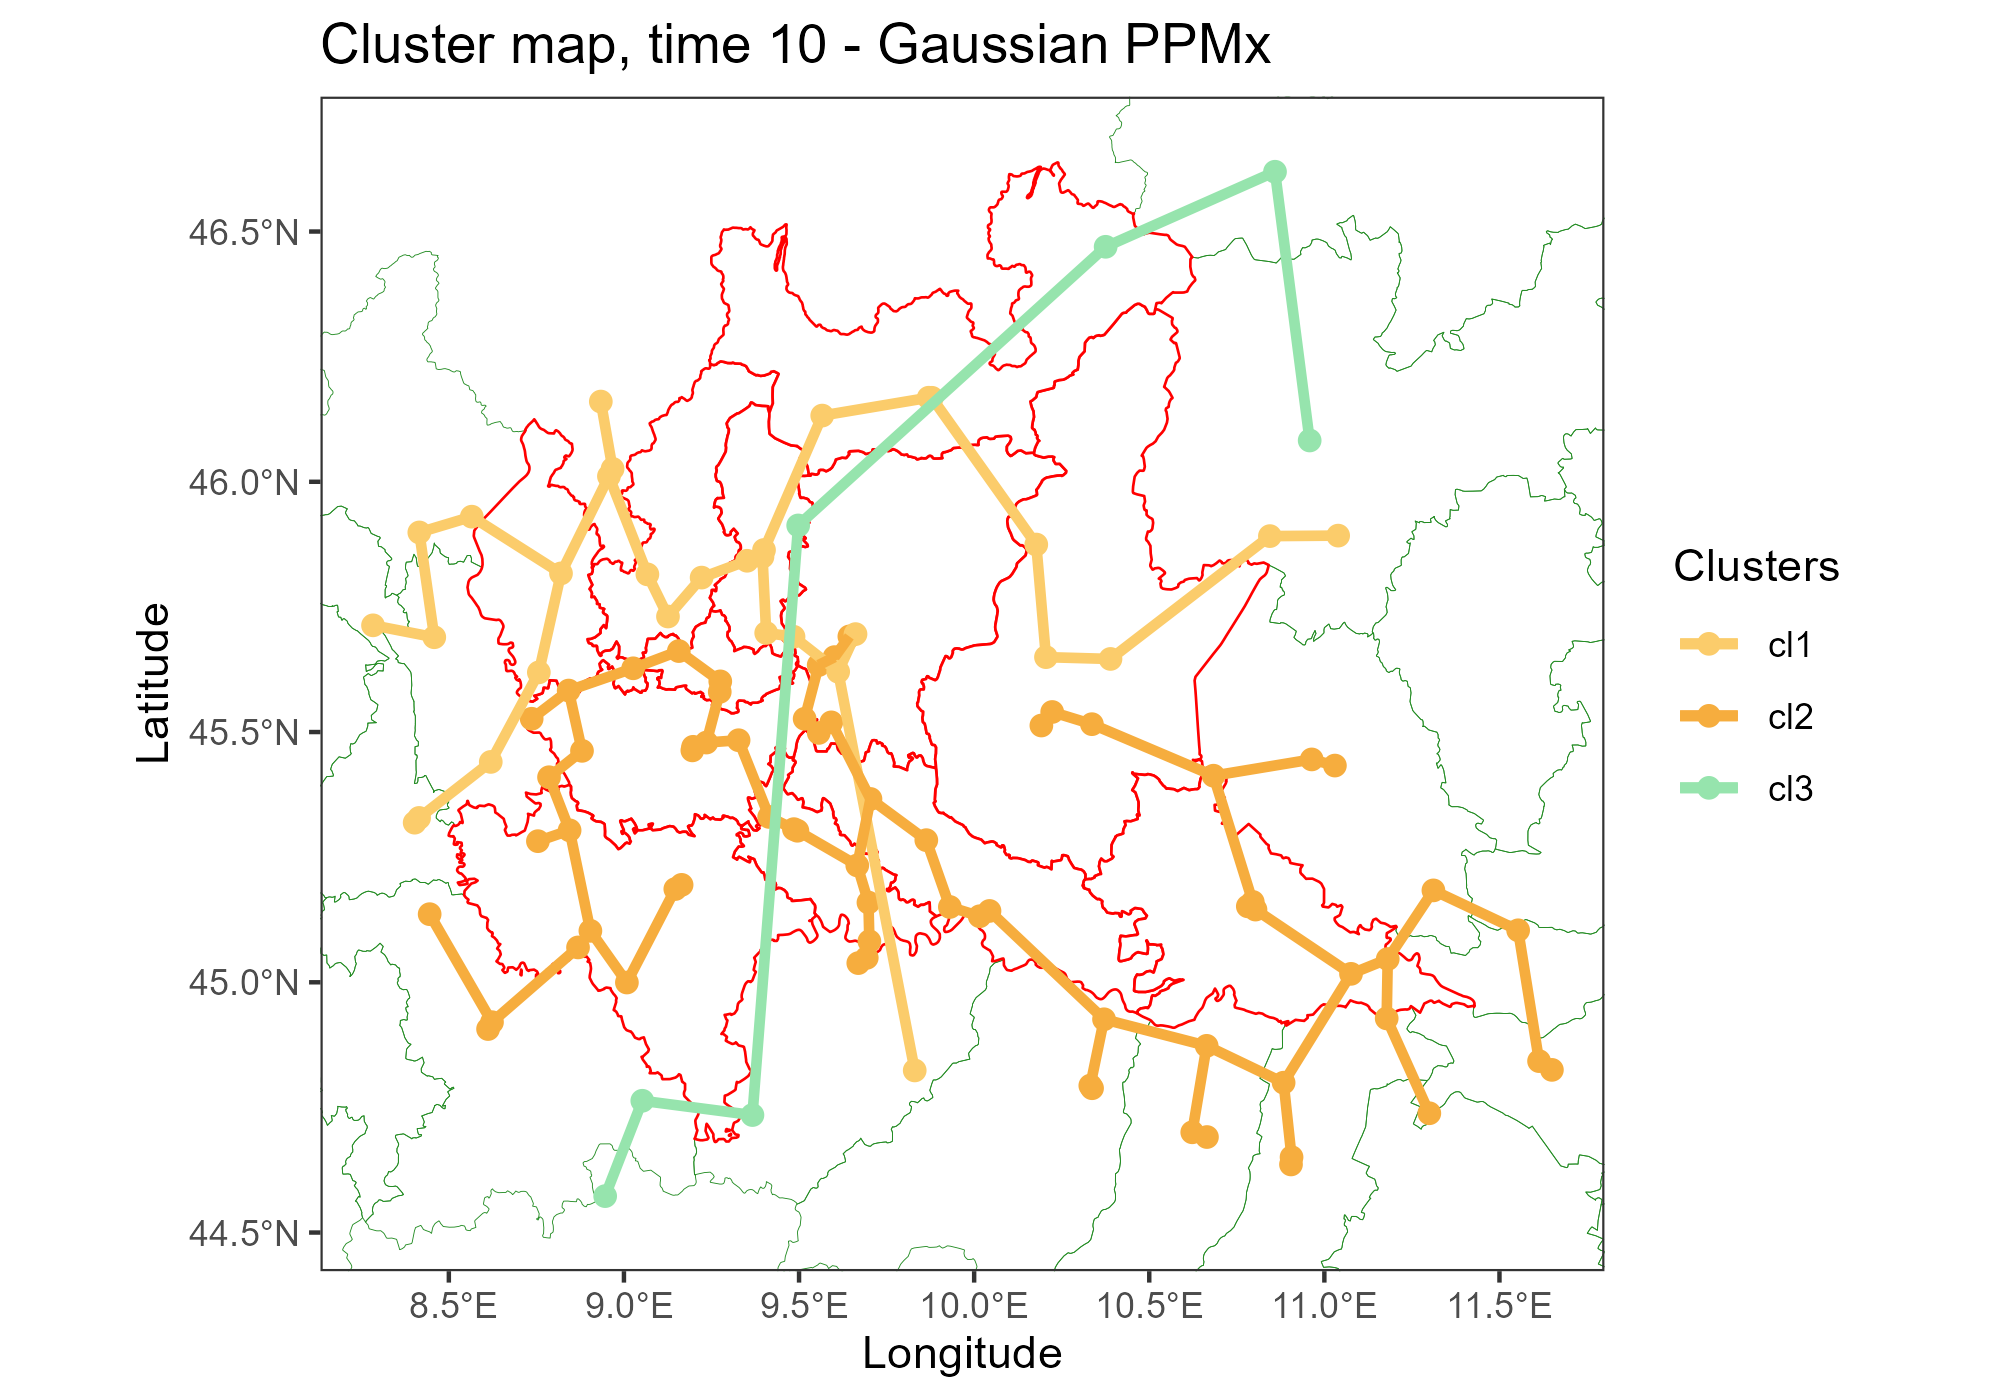 Cluster map, time 10 - Gaussian PPMx
46.5°N
46.0°N
45.5°N
45.0°N
44.5°N
Latitude
8.5°E 9.0°E 9.5°E 10.0°E 10.5°E 11.0°E 11.5°E
Longitude
Clusters
cl1
cl2
cl3